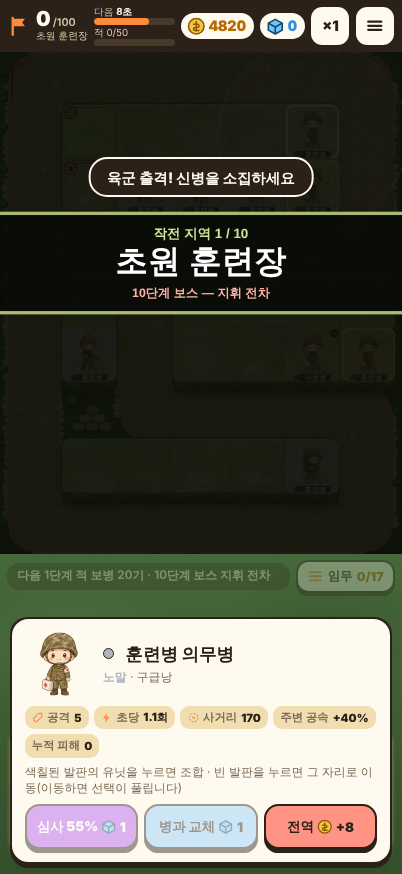 0 /100
초원 훈련장
다음 8초
적 0/50
4820
0
×1
육군 출격! 신병을 소집하세요
작전 지역 1 / 10
초원 훈련장
10단계 보스 — 지휘 전차
다음 1단계 적 보병 20기 · 10단계 보스 지휘 전차
임무 0/17
훈련병 의무병
노말 · 구급낭
공격 5
초당 1.1회
사거리 170
주변 공속 +40%
누적 피해 0
색칠된 발판의 유닛을 누르면 조합 · 빈 발판을 누르면 그 자리로 이
동(이동하면 선택이 풀립니다)
심사 55% 1
병과 교체 1
전역 +8